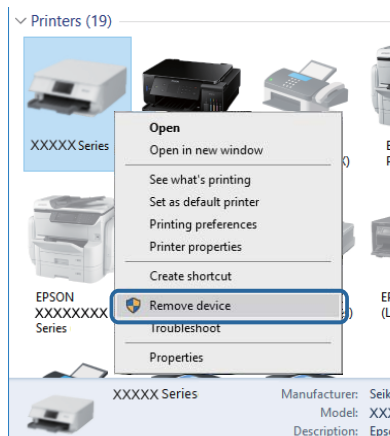 Printers (19)
XXXXX Series
Open
Open in new window
See what's printing
Set as default printer
Printing preferences
Printer properties
Create shortcut
Remove device
Troubleshoot
Properties
EPSON
XXXXXXXX
Series
XXXXX Series
Manufacturer:
Model: XXX
Description: